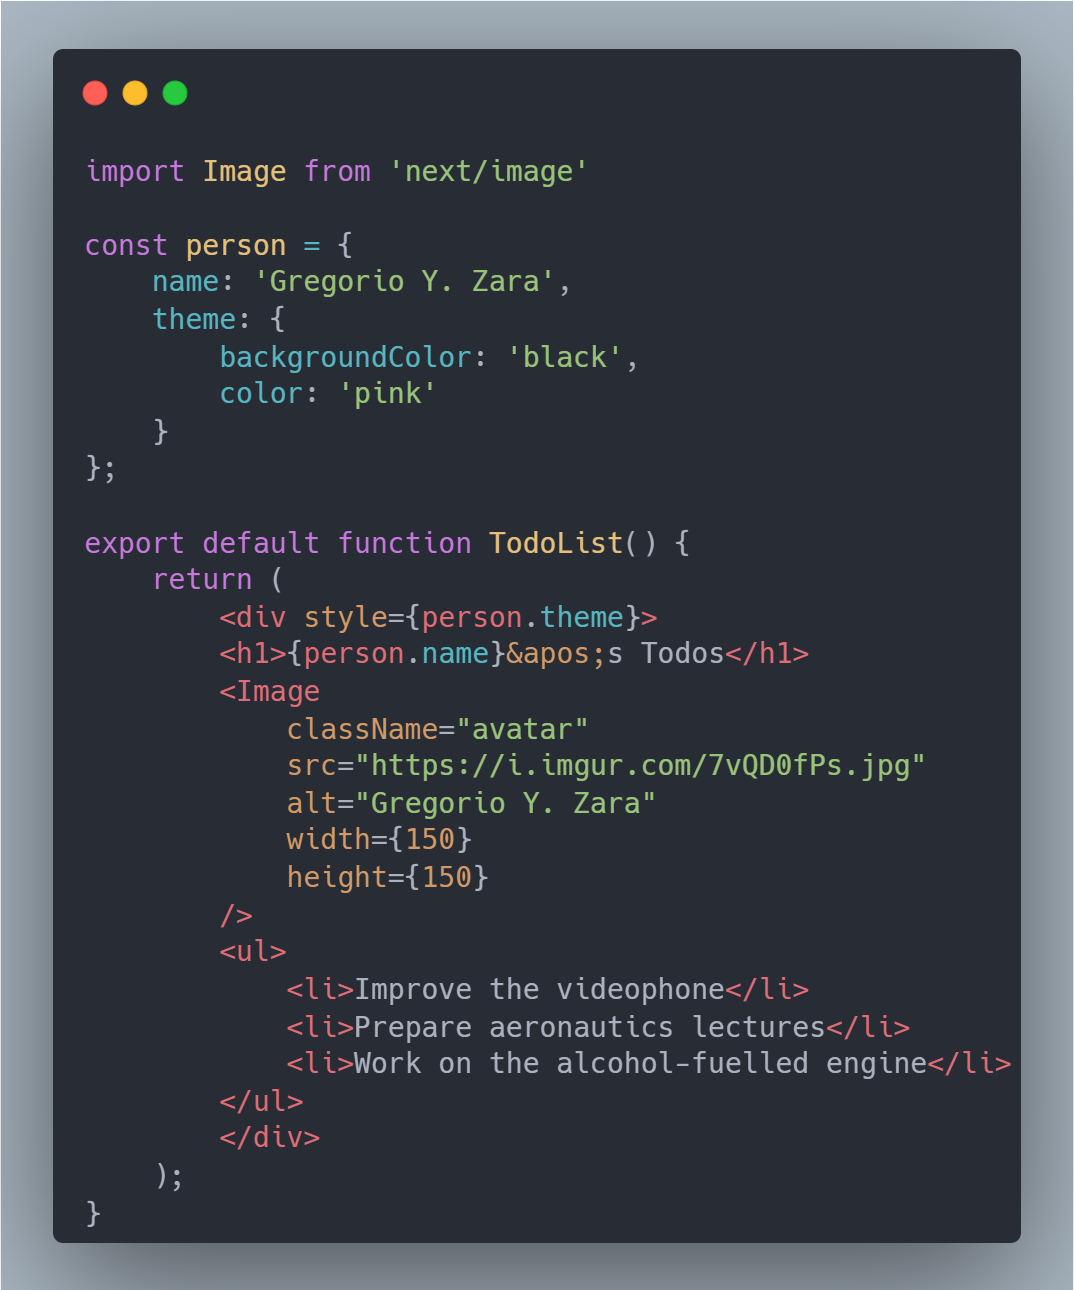 import Image from 'next/image'

const person = {
    name: 'Gregorio Y. Zara',
    theme: {
        backgroundColor: 'black',
        color: 'pink'
    }
};

export default function TodoList() {
    return (
        <div style={person.theme}>
        <h1>{person.name}&apos;s Todos</h1>
        <Image
            className="avatar"
            src="https://i.imgur.com/7vQD0fPs.jpg"
            alt="Gregorio Y. Zara"
            width={150}
            height={150}
        />
        <ul>
            <li>Improve the videophone</li>
            <li>Prepare aeronautics lectures</li>
            <li>Work on the alcohol-fuelled engine</li>
        </ul>
        </div>
    );
}